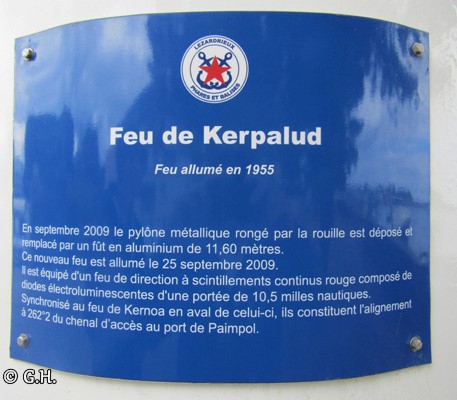 LEZARDRIEUX
PHARES ET BALISES
Feu de Kerpalud
Feu allumé en 1955
En septembre 2009 le pylône métallique rongé par la rouille est déposé et
remplacé par un fût en aluminium de 11,60 mètres.
Ce nouveau feu est allumé le 25 septembre 2009.
Il est équipé d'un feu de direction à scintillements continus rouge composé de
diodes électroluminescentes d'une portée de 10,5 milles nautiques.
Synchronisé au feu de Kernoa en aval de celui-ci, ils constituent l'alignement
à 262°2 du chenal d'accès au port de Paimpol.
© G.H.